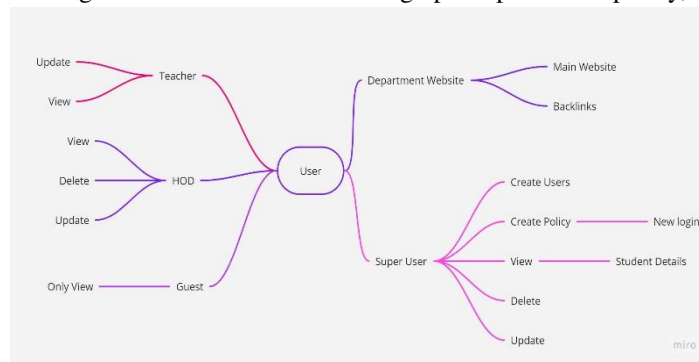 Update
View
Teacher
View
Delete
Update
HOD
Only View
Guest
User
Department Website
Main Website
Backlinks
Super User
Create Users
Create Policy
New login
View
Student Details
Delete
Update
miro